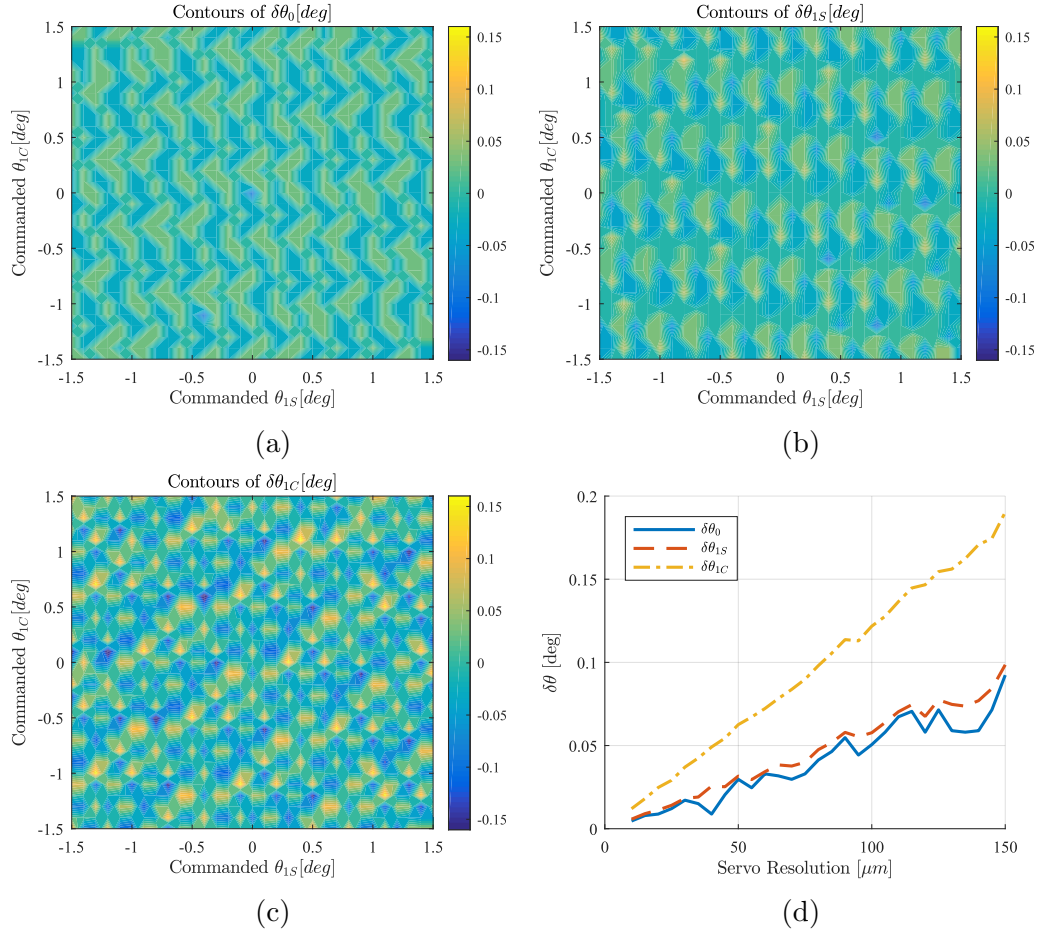 Contours of δθ₀[deg]
Commanded θ₁C[deg]
1.5
1
0.5
0
-0.5
-1
-1.5
-1.5 -1 -0.5 0 0.5 1 1.5
Commanded θ₁S[deg]
0.15
0.1
0.05
0
-0.05
-0.1
-0.15
(a)
Contours of δθ₁S[deg]
Commanded θ₁C[deg]
1.5
1
0.5
0
-0.5
-1
-1.5
-1.5 -1 -0.5 0 0.5 1 1.5
Commanded θ₁S[deg]
0.15
0.1
0.05
0
-0.05
-0.1
-0.15
(b)
Contours of δθ₁C[deg]
Commanded θ₁C[deg]
1.5
1
0.5
0
-0.5
-1
-1.5
-1.5 -1 -0.5 0 0.5 1 1.5
Commanded θ₁S[deg]
0.15
0.1
0.05
0
-0.05
-0.1
-0.15
(c)
δθ [deg]
0.2
0.15
0.1
0.05
0
0 50 100 150
Servo Resolution [μm]
δθ₀
δθ₁S
δθ₁C
(d)